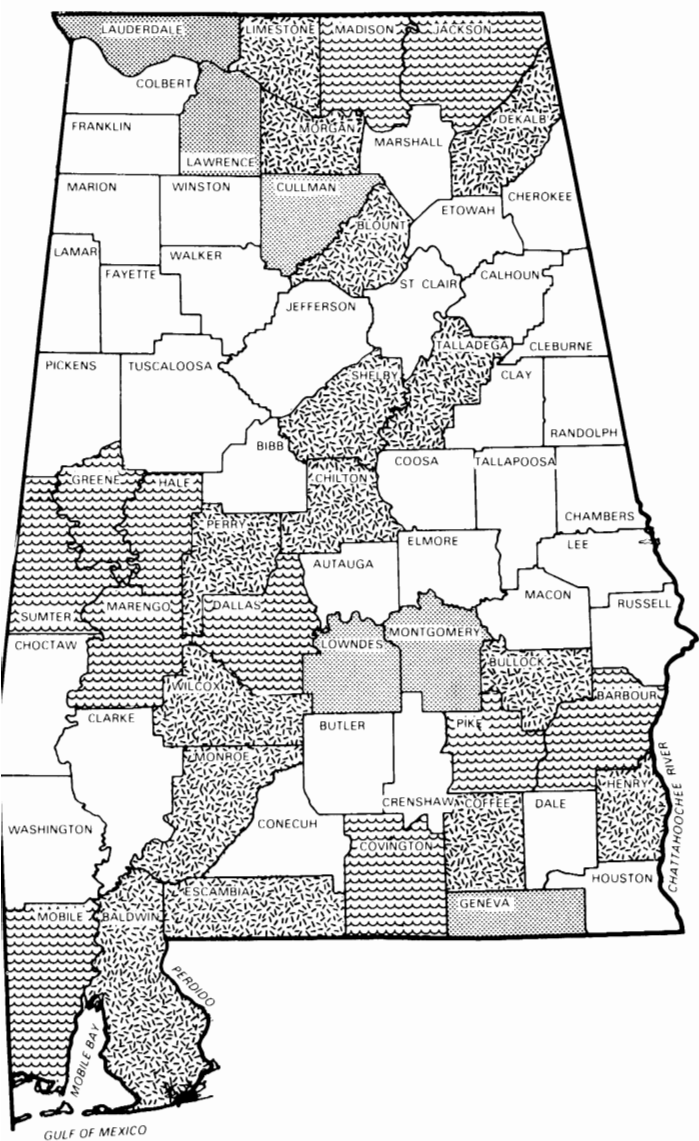 LAUDERDALE
LIMESTONE
MADISON
JACKSON
COLBERT
FRANKLIN
LAWRENCE
MORGAN
MARSHALL
DEKALB
MARION
WINSTON
CULLMAN
BLOUNT
ETOWAH
CHEROKEE
LAMAR
FAYETTE
WALKER
JEFFERSON
ST CLAIR
CALHOUN
PICKENS
TUSCALOOSA
SHELBY
TALLADEGA
CLEBURNE
CLAY
RANDOLPH
BIBB
GREENE
HALE
CHILTON
COOSA
TALLAPOOSA
CHAMBERS
PERRY
AUTAUGA
ELMORE
LEE
SUMTER
MARENGO
DALLAS
MACON
RUSSELL
CHOCTAW
LOWNDES
MONTGOMERY
BULLOCK
WILCOX
BARBOUR
CLARKE
BUTLER
PIKE
MONROE
CRENSHAW
COFFEE
DALE
HENRY
CHATTAHOOCHEE RIVER
WASHINGTON
CONECUH
COVINGTON
HOUSTON
ESCAMBIA
GENEVA
MOBILE
BALDWIN
PERDIDO
MOBILE BAY
GULF OF MEXICO